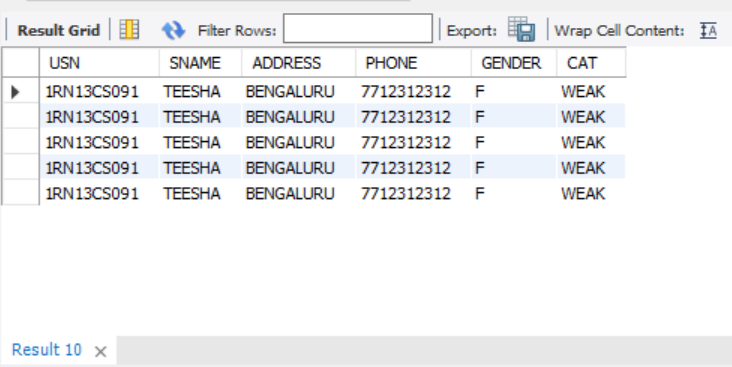 Result Grid Filter Rows: Export: Wrap Cell Content:
USN SNAME ADDRESS PHONE GENDER CAT
1RN13CS091 TEESHA BENGALURU 7712312312 F WEAK
1RN13CS091 TEESHA BENGALURU 7712312312 F WEAK
1RN13CS091 TEESHA BENGALURU 7712312312 F WEAK
1RN13CS091 TEESHA BENGALURU 7712312312 F WEAK
1RN13CS091 TEESHA BENGALURU 7712312312 F WEAK
Result 10